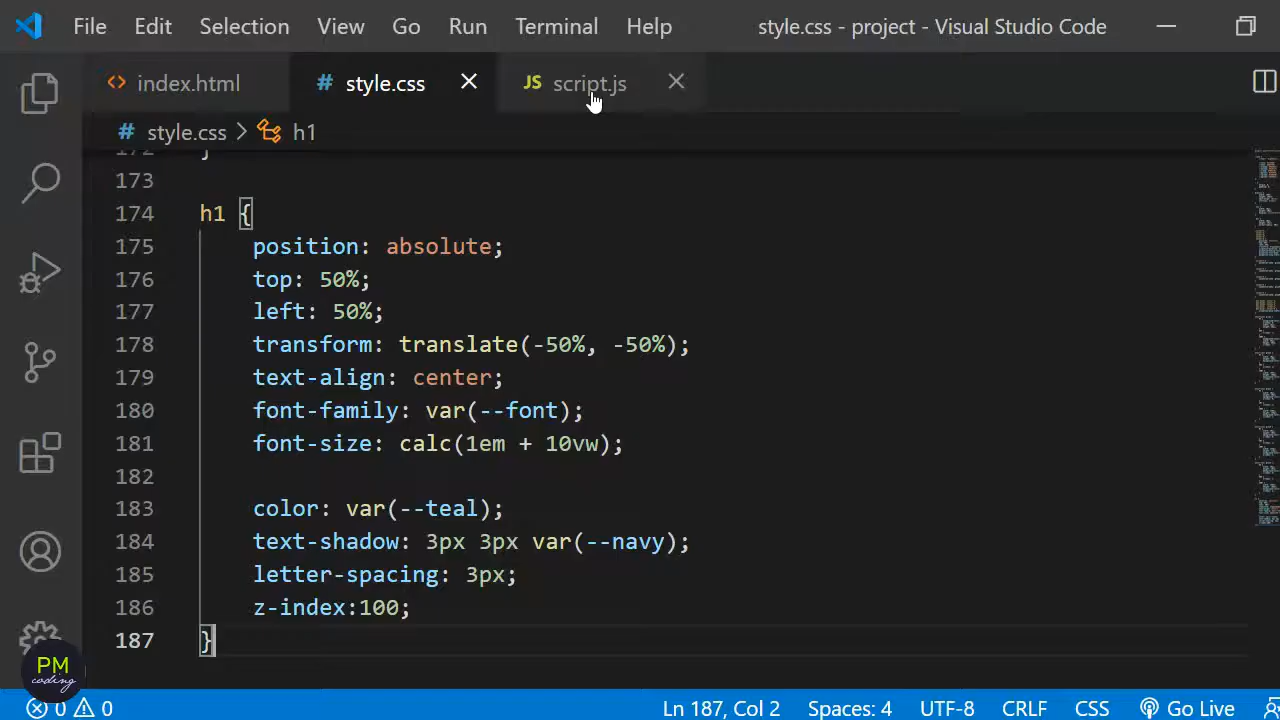 File Edit Selection View Go Run Terminal Help style.css - project - Visual Studio Code
index.html # style.css JS script.js
# style.css > h1
172 }
173
174 h1 {
175 position: absolute;
176 top: 50%;
177 left: 50%;
178 transform: translate(-50%, -50%);
179 text-align: center;
180 font-family: var(--font);
181 font-size: calc(1em + 10vw);
182
183 color: var(--teal);
184 text-shadow: 3px 3px var(--navy);
185 letter-spacing: 3px;
186 z-index:100;
187 }
PM
coding
0 0 Ln 187, Col 2 Spaces: 4 UTF-8 CRLF CSS Go Live